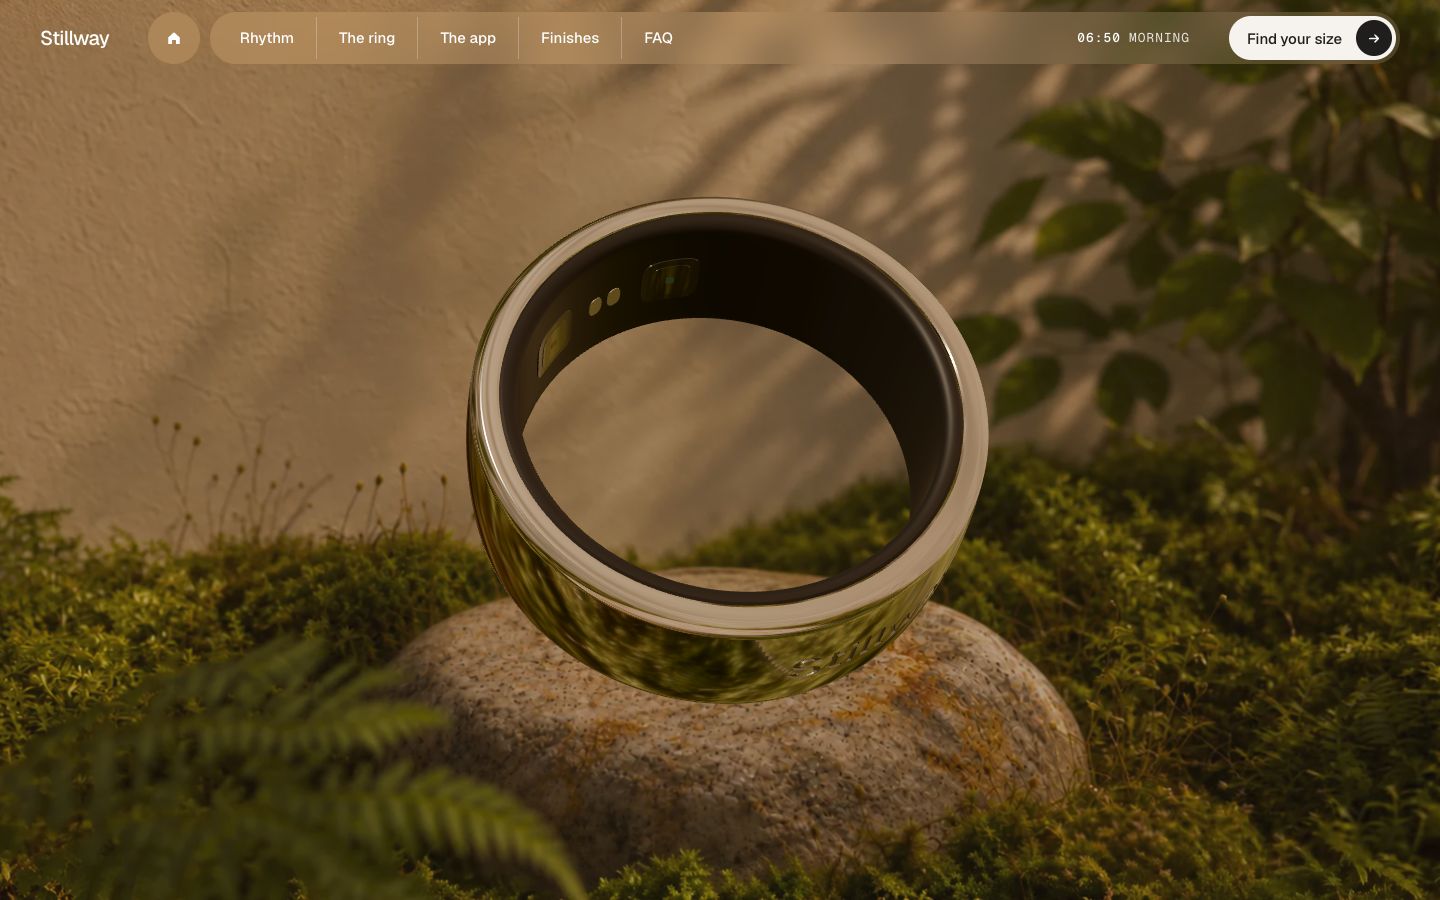 Stillway
Rhythm
The ring
The app
Finishes
FAQ
06:50 MORNING
Find your size